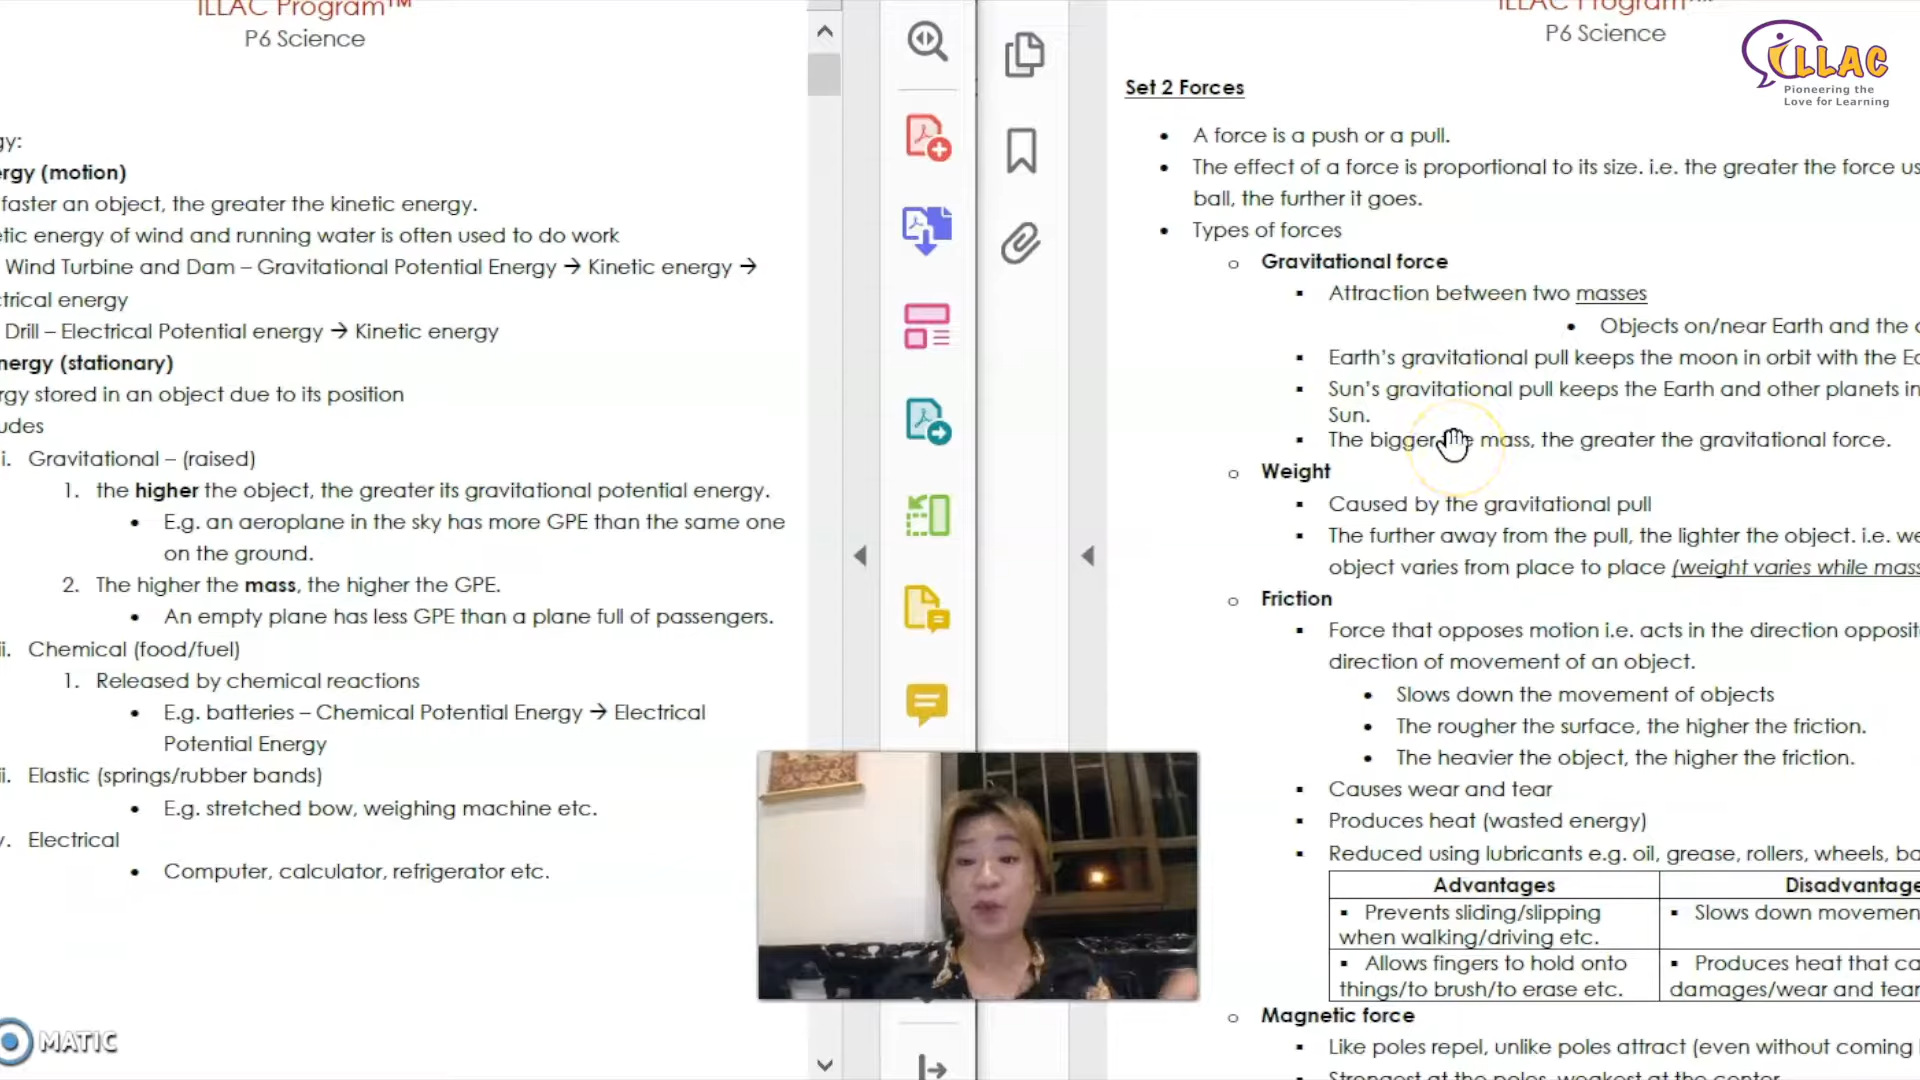 ILLAC Program™
P6 Science
gy:
ergy (motion)
faster an object, the greater the kinetic energy.
etic energy of wind and running water is often used to do work
Wind Turbine and Dam – Gravitational Potential Energy → Kinetic energy →
ctrical energy
Drill – Electrical Potential energy → Kinetic energy
nergy (stationary)
rgy stored in an object due to its position
udes
i. Gravitational – (raised)
1. the higher the object, the greater its gravitational potential energy.
• E.g. an aeroplane in the sky has more GPE than the same one
on the ground.
2. The higher the mass, the higher the GPE.
• An empty plane has less GPE than a plane full of passengers.
ii. Chemical (food/fuel)
1. Released by chemical reactions
• E.g. batteries – Chemical Potential Energy → Electrical
Potential Energy
ii. Elastic (springs/rubber bands)
• E.g. stretched bow, weighing machine etc.
v. Electrical
• Computer, calculator, refrigerator etc.
MATIC
ILLAC Program
P6 Science
iLLAC
Pioneering the
Love for Learning
Set 2 Forces
• A force is a push or a pull.
• The effect of a force is proportional to its size. i.e. the greater the force us
ball, the further it goes.
• Types of forces
o Gravitational force
▪ Attraction between two masses
• Objects on/near Earth and the
▪ Earth's gravitational pull keeps the moon in orbit with the Ea
▪ Sun's gravitational pull keeps the Earth and other planets in
Sun.
▪ The bigger the mass, the greater the gravitational force.
o Weight
▪ Caused by the gravitational pull
▪ The further away from the pull, the lighter the object. i.e. we
object varies from place to place (weight varies while mass
o Friction
▪ Force that opposes motion i.e. acts in the direction opposit
direction of movement of an object.
• Slows down the movement of objects
• The rougher the surface, the higher the friction.
• The heavier the object, the higher the friction.
▪ Causes wear and tear
▪ Produces heat (wasted energy)
▪ Reduced using lubricants e.g. oil, grease, rollers, wheels, ba
Advantages Disadvantage
▪ Prevents sliding/slipping
when walking/driving etc.
▪ Slows down movemen
▪ Allows fingers to hold onto
things/to brush/to erase etc.
▪ Produces heat that ca
damages/wear and tear
o Magnetic force
▪ Like poles repel, unlike poles attract (even without coming
▪ Strongest at the poles, weakest at the center